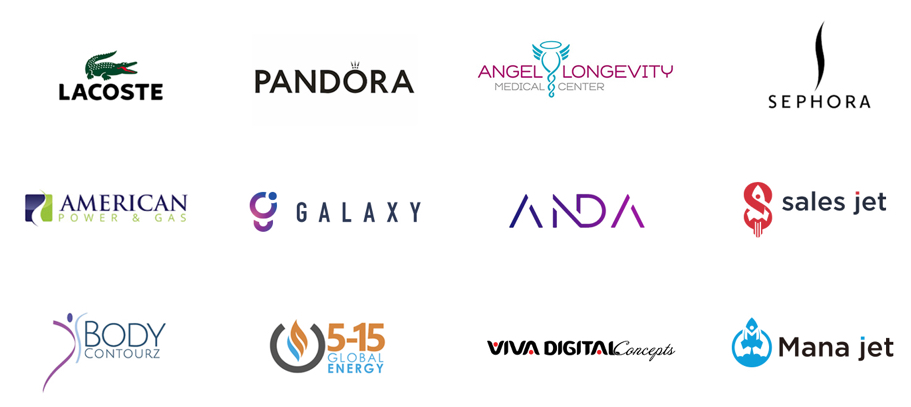 LACOSTE
PANDORA
ANGEL LONGEVITY
MEDICAL CENTER
SEPHORA
AMERICAN
POWER & GAS
GALAXY
ANDA
sales jet
BODY
CONTOURZ
5-15
GLOBAL
ENERGY
VIVA DIGITAL Concepts
Mana jet